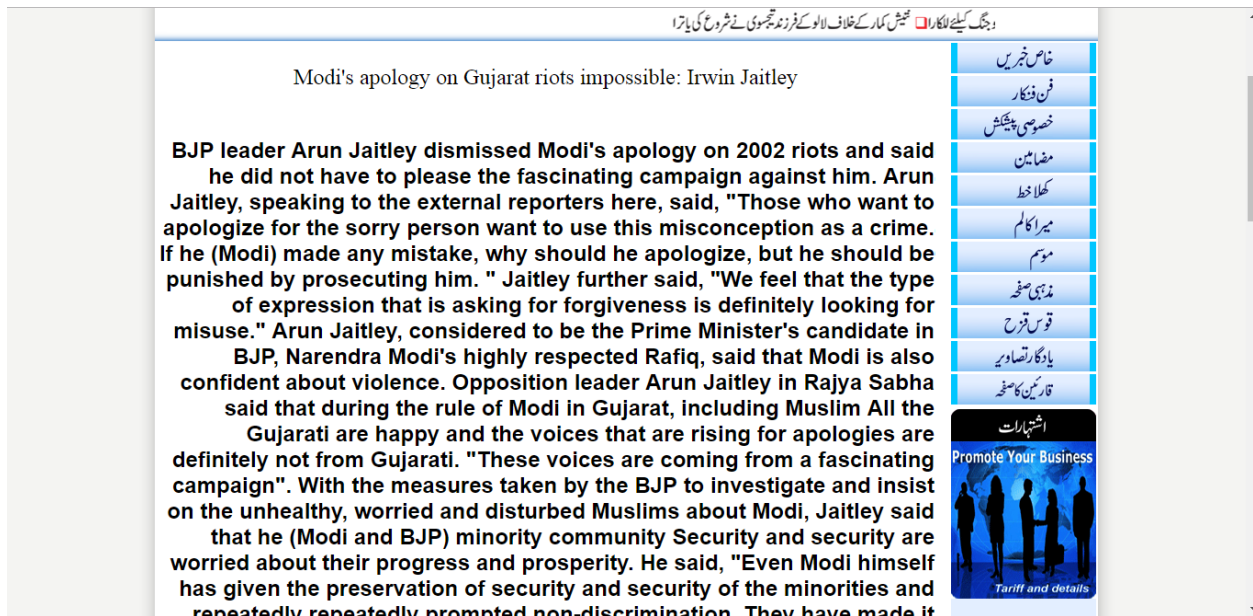 وجنگ کیلئے للکارا نتیش کمار کے خلاف لالو کے فرزند تیجسوی نے شروع کی یاترا
Modi's apology on Gujarat riots impossible: Irwin Jaitley
BJP leader Arun Jaitley dismissed Modi's apology on 2002 riots and said
he did not have to please the fascinating campaign against him. Arun
Jaitley, speaking to the external reporters here, said, "Those who want to
apologize for the sorry person want to use this misconception as a crime.
If he (Modi) made any mistake, why should he apologize, but he should be
punished by prosecuting him. " Jaitley further said, "We feel that the type
of expression that is asking for forgiveness is definitely looking for
misuse." Arun Jaitley, considered to be the Prime Minister's candidate in
BJP, Narendra Modi's highly respected Rafiq, said that Modi is also
confident about violence. Opposition leader Arun Jaitley in Rajya Sabha
said that during the rule of Modi in Gujarat, including Muslim All the
Gujarati are happy and the voices that are rising for apologies are
definitely not from Gujarati. "These voices are coming from a fascinating
campaign". With the measures taken by the BJP to investigate and insist
on the unhealthy, worried and disturbed Muslims about Modi, Jaitley said
that he (Modi and BJP) minority community Security and security are
worried about their progress and prosperity. He said, "Even Modi himself
has given the preservation of security and security of the minorities and
repeatedly repeatedly prompted non-discrimination. They have made it
خاص خبریں
فن فنکار
خصوصی پیشکش
مضامین
کھلا خط
میرا کالم
موسم
مذہبی صفحہ
قوس قزح
یادگار تصاویر
قارئین کا صفحہ
اشتہارات
Promote Your Business
Tariff and details